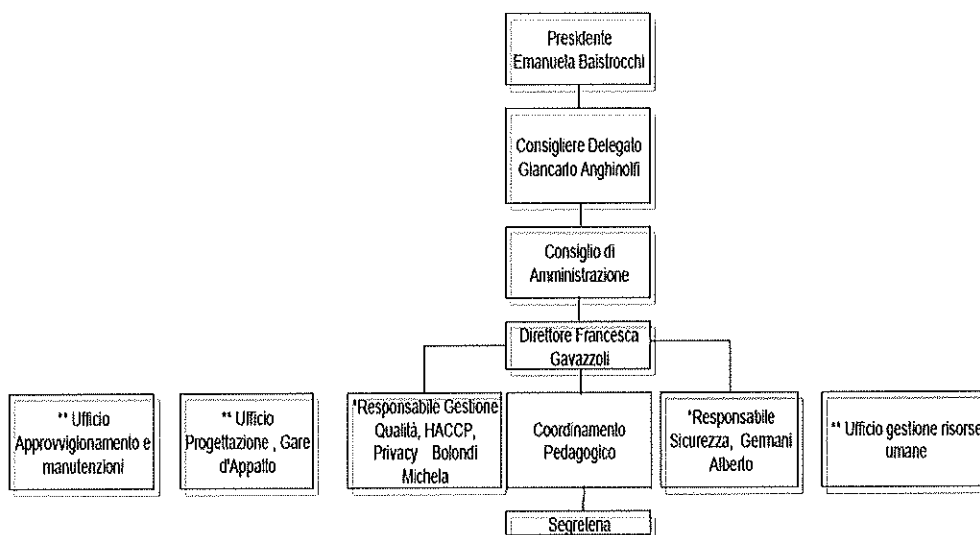 Presidente
Emanuela Baistrocchi
Consigliere Delegato
Giancarlo Anghinolfi
Consiglio di
Amministrazione
Direttore Francesca
Gavazzoli
** Ufficio
Approvvigionamento e
manutenzioni
** Ufficio
Progettazione , Gare
d'Appalto
*Responsabile Gestione
Qualità, HACCP,
Privacy Bolondi
Michela
Coordinamento
Pedagogico
*Responsabile
Sicurezza, Germani
Alberto
** Ufficio gestione risorse
umane
Segreteria